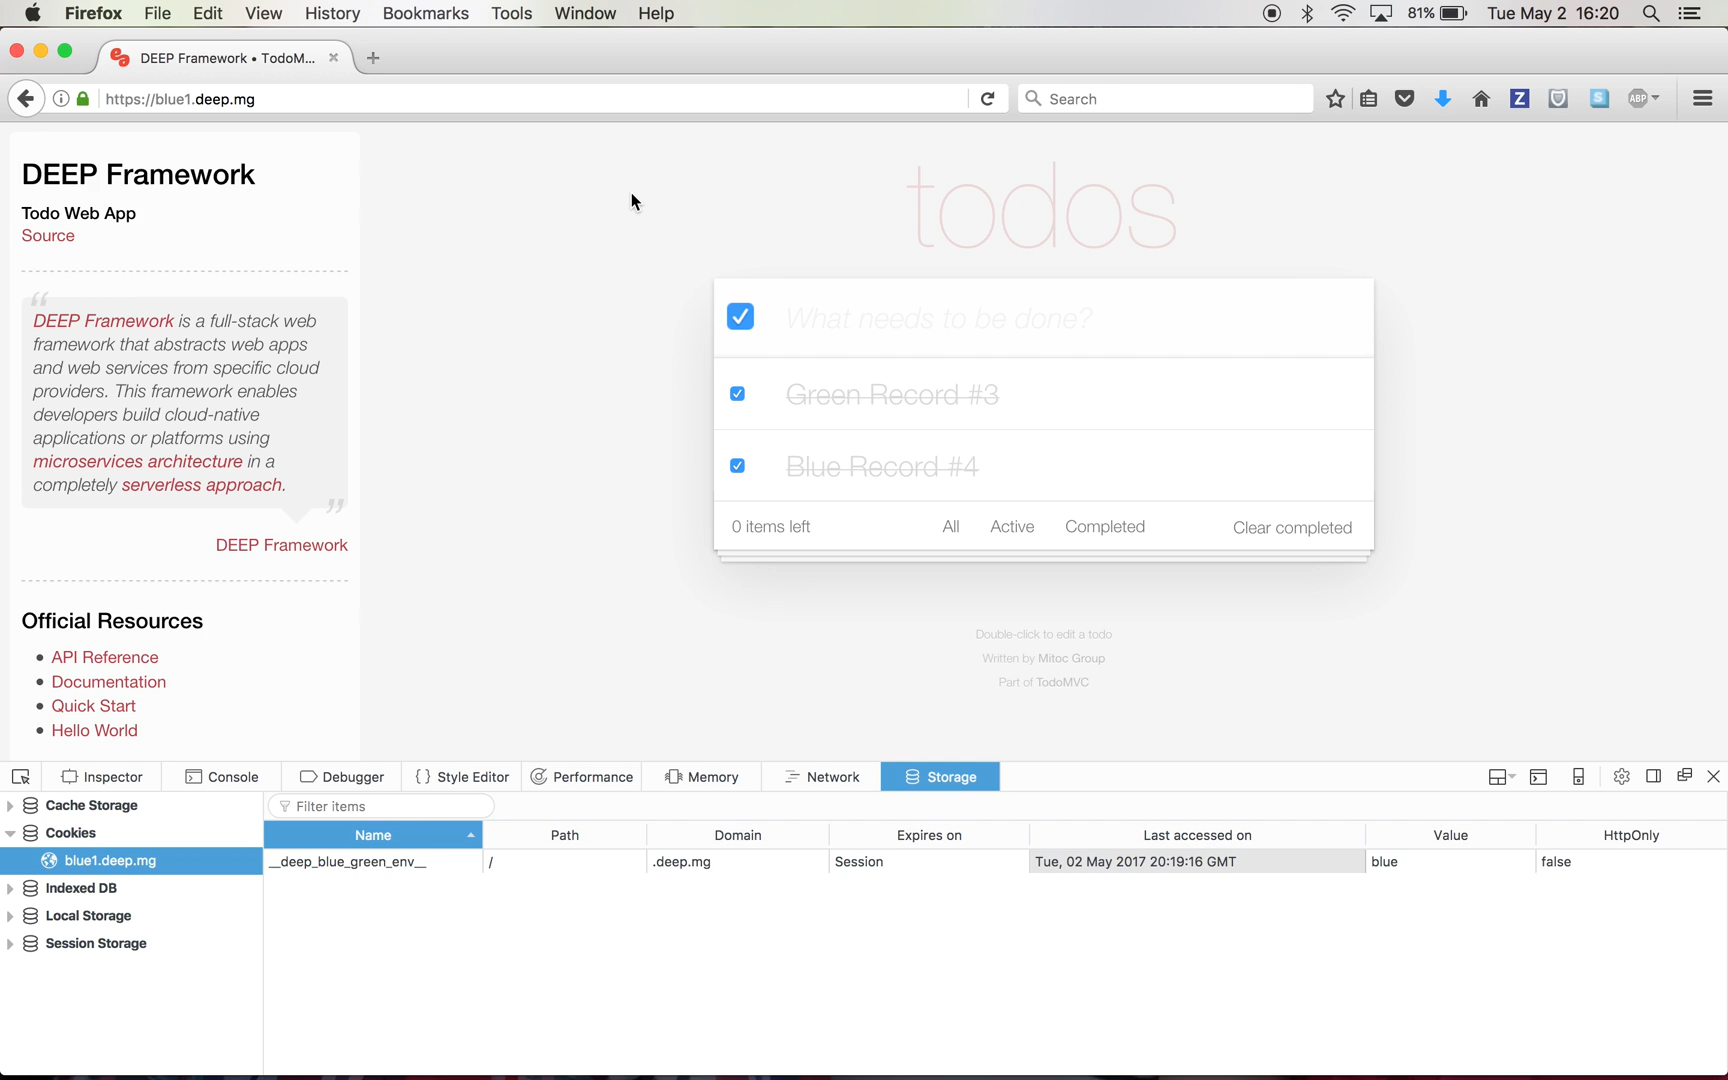 Firefox File Edit View History Bookmarks Tools Window Help 81% Tue May 2 16:20
DEEP Framework • TodoM...
https://blue1.deep.mg
Search
Z
S
ABP
DEEP Framework
Todo Web App
Source
“
DEEP Framework is a full-stack web
framework that abstracts web apps
and web services from specific cloud
providers. This framework enables
developers build cloud-native
applications or platforms using
microservices architecture in a
completely serverless approach.
”
DEEP Framework
Official Resources
API Reference
Documentation
Quick Start
Hello World
todos
What needs to be done?
Green Record #3
Blue Record #4
0 items left All Active Completed Clear completed
Double-click to edit a todo
Written by Mitoc Group
Part of TodoMVC
Inspector Console Debugger Style Editor Performance Memory Network Storage
Cache Storage
Cookies
blue1.deep.mg
Indexed DB
Local Storage
Session Storage
Filter items
Name Path Domain Expires on Last accessed on Value HttpOnly
__deep_blue_green_env__ / .deep.mg Session Tue, 02 May 2017 20:19:16 GMT blue false